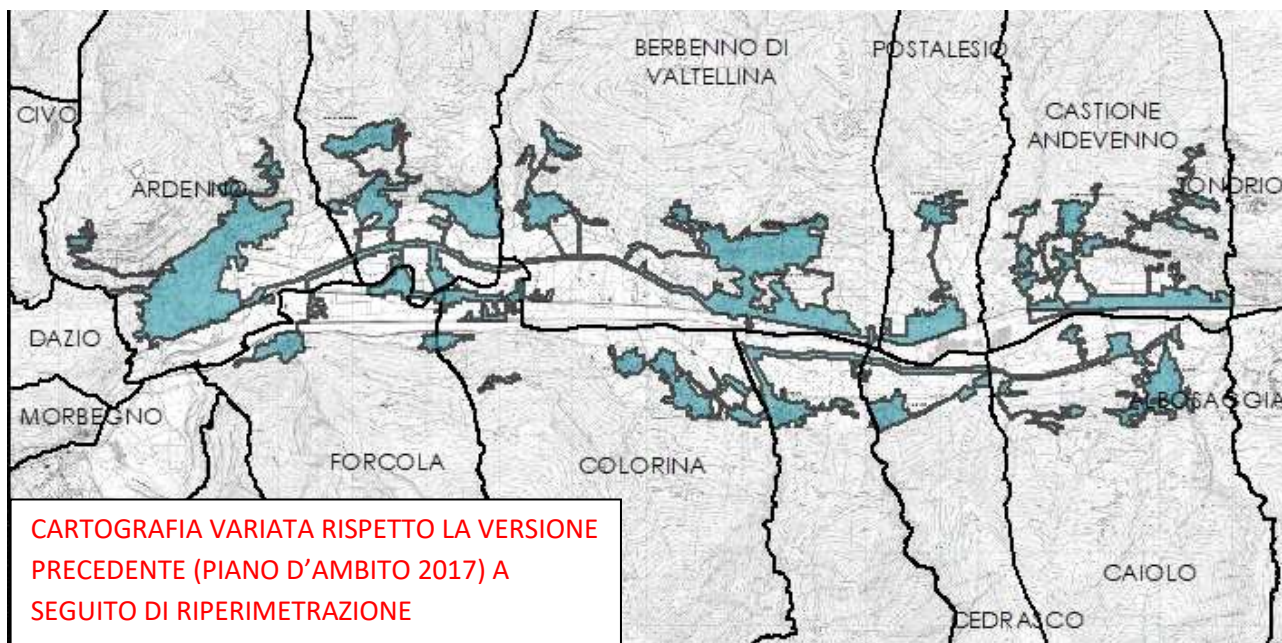 BERBENNO DI
VALTELLINA
POSTALESIO
CIVO
CASTIONE
ANDEVENNO
ARDENNO
SONDRIO
DAZIO
MORBEGNO
ALBOSAGGIA
FORCOLA
COLORINA
CAIOLO
CEDRASCO
CARTOGRAFIA VARIATA RISPETTO LA VERSIONE
PRECEDENTE (PIANO D’AMBITO 2017) A
SEGUITO DI RIPERIMETRAZIONE